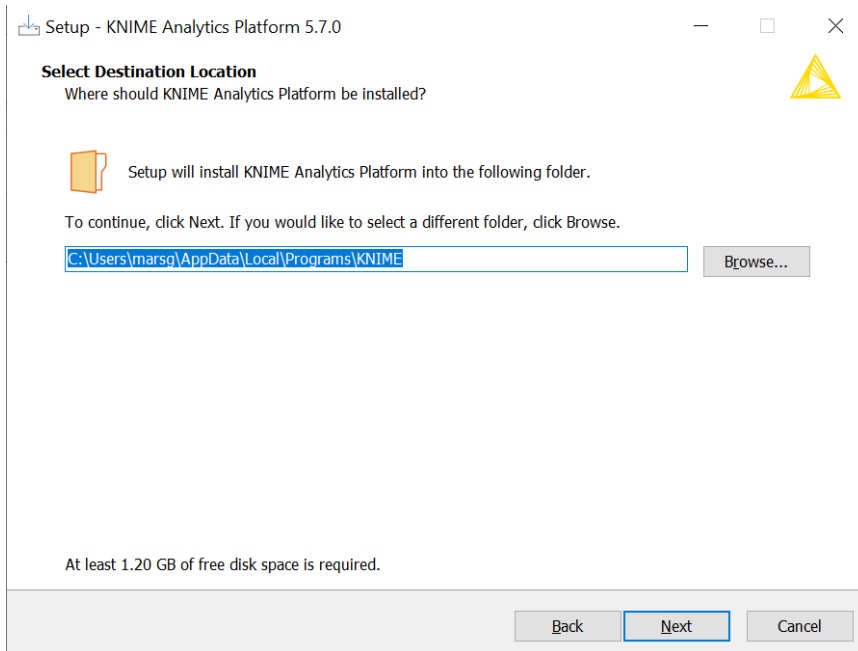 Setup - KNIME Analytics Platform 5.7.0
Select Destination Location
Where should KNIME Analytics Platform be installed?
Setup will install KNIME Analytics Platform into the following folder.
To continue, click Next. If you would like to select a different folder, click Browse.
C:\Users\marsg\AppData\Local\Programs\KNIME
Browse...
At least 1.20 GB of free disk space is required.
Back Next Cancel